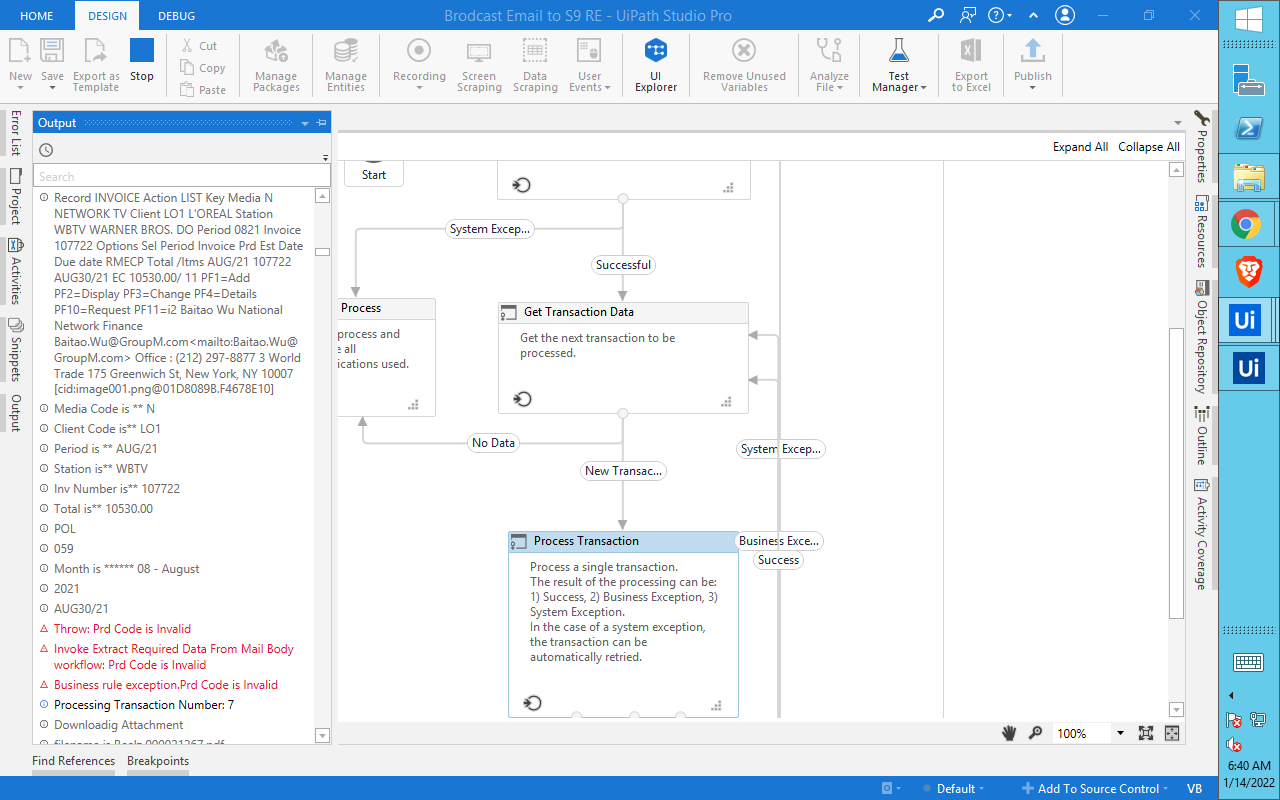 HOME
DESIGN
DEBUG
Brodcast Email to S9 RE - UiPath Studio Pro
New
Save
Export as
Template
Stop
Cut
Copy
Paste
Manage
Packages
Manage
Entities
Recording
Screen
Scraping
Data
Scraping
User
Events
UI
Explorer
Remove Unused
Variables
Analyze
File
Test
Manager
Export
to Excel
Publish
Error List
Project
Activities
Snippets
Output
Output
Search
Record INVOICE Action LIST Key Media N
NETWORK TV Client LO1 L'OREAL Station
WBTV WARNER BROS. DO Period 0821 Invoice
107722 Options Sel Period Invoice Prd Est Date
Due date RMECP Total /Itms AUG/21 107722
AUG30/21 EC 10530.00/ 11 PF1=Add
PF2=Display PF3=Change PF4=Details
PF10=Request PF11=i2 Baitao Wu National
Network Finance
Baitao.Wu@GroupM.com<mailto:Baitao.Wu@
GroupM.com> Office : (212) 297-8877 3 World
Trade 175 Greenwich St, New York, NY 10007
[cid:image001.png@01D8089B.F4678E10]
Media Code is ** N
Client Code is** LO1
Period is ** AUG/21
Station is** WBTV
Inv Number is** 107722
Total is** 10530.00
POL
059
Month is ****** 08 - August
2021
AUG30/21
Throw: Prd Code is Invalid
Invoke Extract Required Data From Mail Body
workflow: Prd Code is Invalid
Business rule exception.Prd Code is Invalid
Processing Transaction Number: 7
Downloadig Attachment
Find References
Breakpoints
Expand All
Collapse All
Start
System Excep...
Successful
Process
process and
e all
ications used.
Get Transaction Data
Get the next transaction to be
processed.
No Data
New Transac...
System Excep...
Process Transaction
Business Exce...
Success
Process a single transaction.
The result of the processing can be:
1) Success, 2) Business Exception, 3)
System Exception.
In the case of a system exception,
the transaction can be
automatically retried.
100%
Properties
Resources
Object Repository
Outline
Activity Coverage
Default
Add To Source Control
VB
Ui
Ui
6:40 AM
1/14/2022